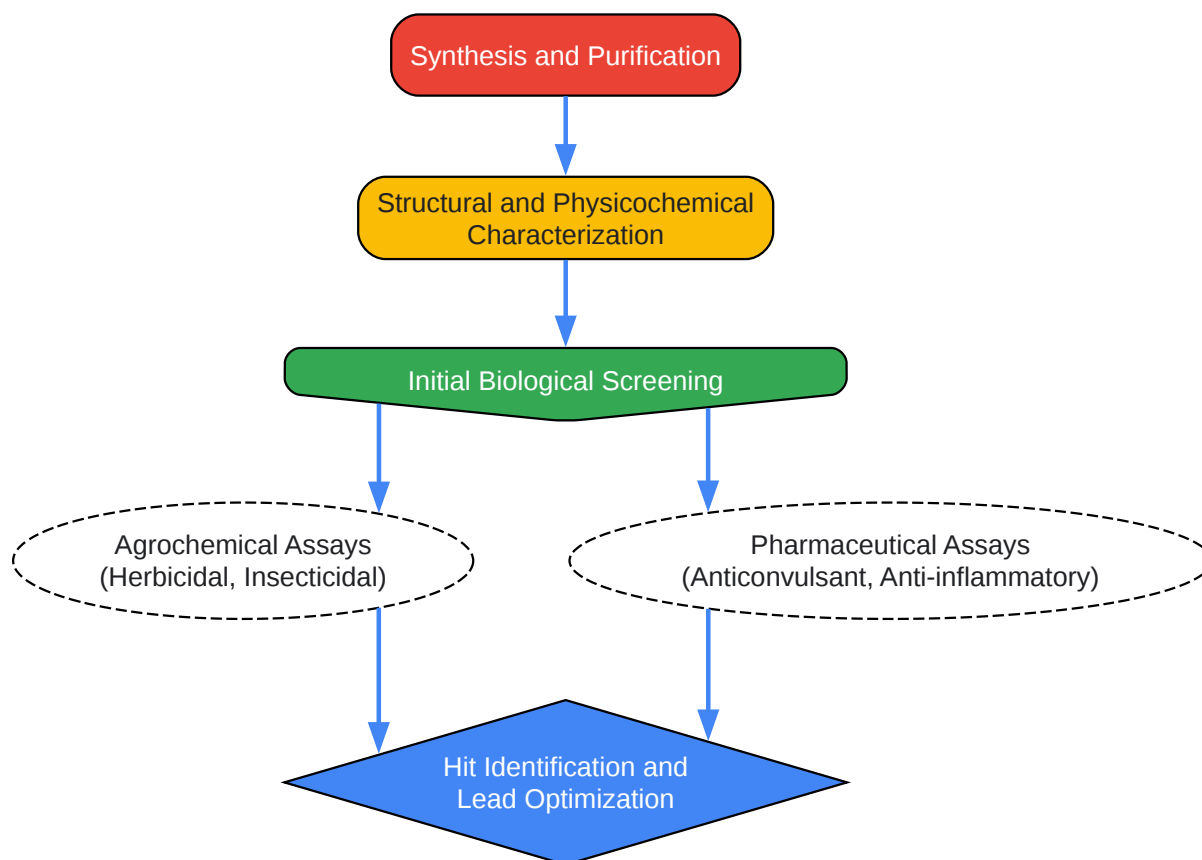 Synthesis and Purification
Structural and Physicochemical
Characterization
Initial Biological Screening
Agrochemical Assays
(Herbicidal, Insecticidal)
Pharmaceutical Assays
(Anticonvulsant, Anti-inflammatory)
Hit Identification and
Lead Optimization